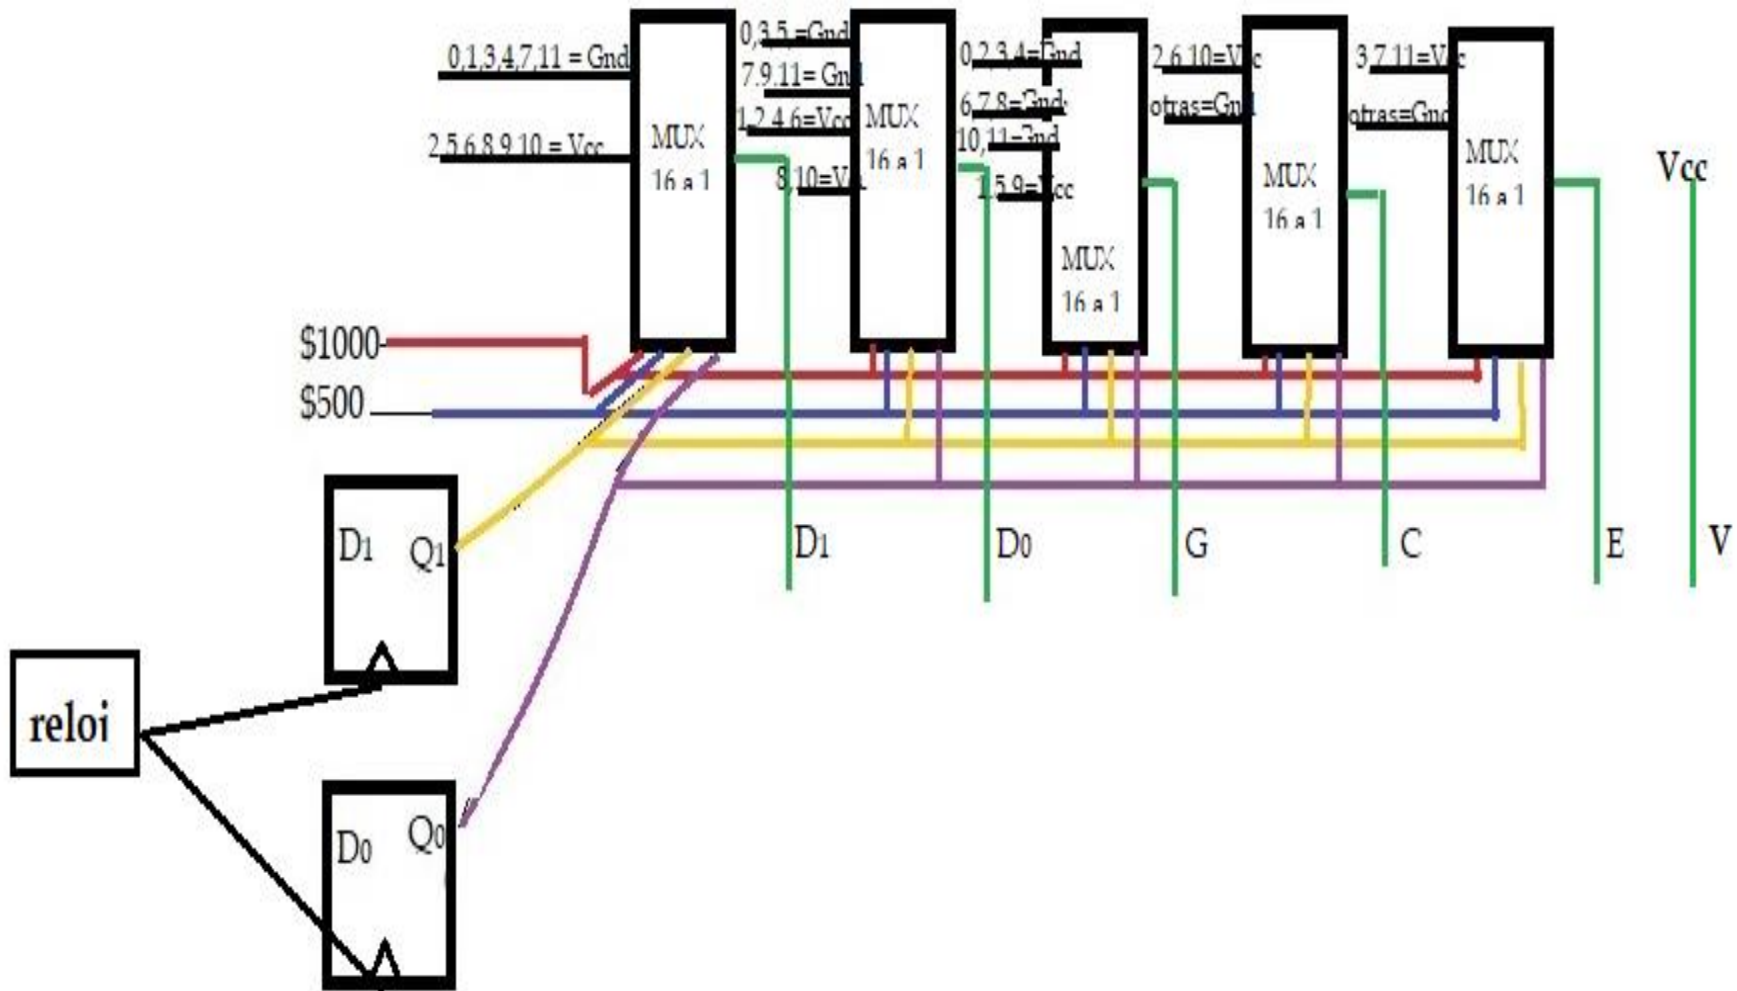 0,1,3,4,7,11 = Gnd
2,5,6,8,9,10 = Vcc
MUX
16 a 1
0,3,5,=Gnd
7.9.11= Gnd
1,2,4,6=Vcc
MUX
16 a 1
0,2,3,4=Gnd
6,7,8=Gnd
10,11=Gnd
1,5,9=Vcc
MUX
16 a 1
2,6,10=Vcc
otras=Gnd
MUX
16 a 1
3,7,11=Vcc
otras=Gnd
MUX
16 a 1
Vcc
$1000
$500
D1 Q1
D1
D0
G
C
E
V
reloj
D0 Q0